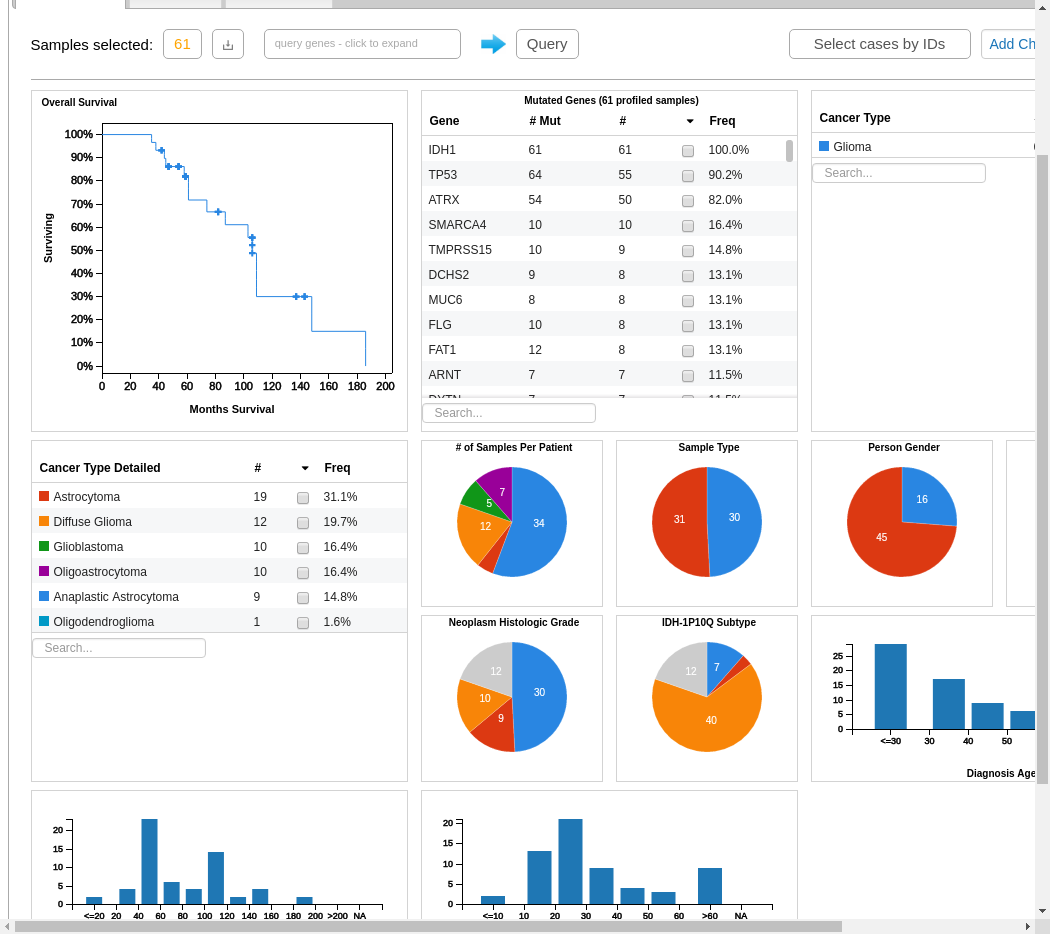 Samples selected: 61 query genes - click to expand Query Select cases by IDs Add Ch
Overall Survival
100%
90%
80%
70%
60%
50%
40%
30%
20%
10%
0%
Surviving
0 20 40 60 80 100 120 140 160 180 200
Months Survival
Mutated Genes (61 profiled samples)
Gene # Mut # Freq
IDH1 61 61 100.0%
TP53 64 55 90.2%
ATRX 54 50 82.0%
SMARCA4 10 10 16.4%
TMPRSS15 10 9 14.8%
DCHS2 9 8 13.1%
MUC6 8 8 13.1%
FLG 10 8 13.1%
FAT1 12 8 13.1%
ARNT 7 7 11.5%
Search...
Cancer Type
Glioma
Search...
Cancer Type Detailed # Freq
Astrocytoma 19 31.1%
Diffuse Glioma 12 19.7%
Glioblastoma 10 16.4%
Oligoastrocytoma 10 16.4%
Anaplastic Astrocytoma 9 14.8%
Oligodendroglioma 1 1.6%
Search...
# of Samples Per Patient
7
5
34
12
Sample Type
31 30
Person Gender
16
45
Neoplasm Histologic Grade
12
30
10
9
IDH-1P10Q Subtype
12 7
40
25
20
15
10
5
0
<=30 30 40 50
Diagnosis Age
20
15
10
5
0
<=20 20 40 60 80 100 120 140 160 180 200 >200 NA
20
15
10
5
0
<=10 10 20 30 40 50 60 >60 NA